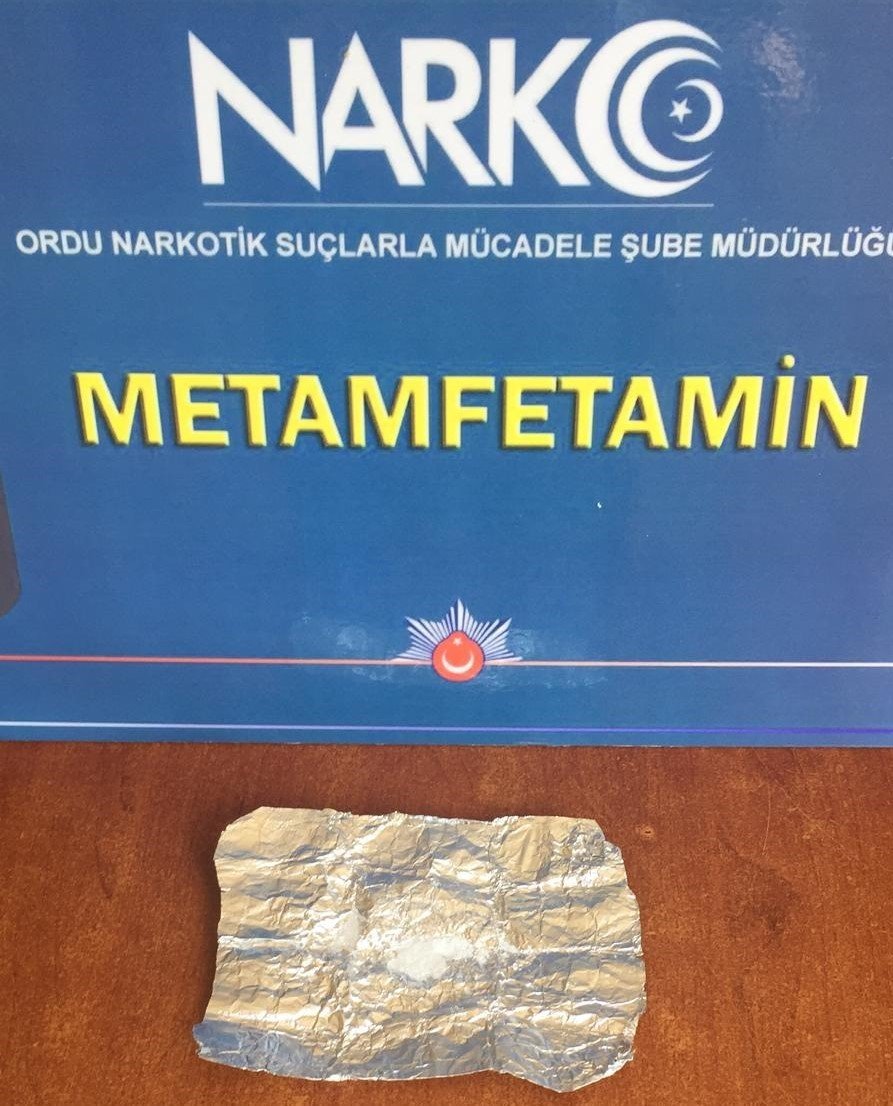 NARKO
ORDU NARKOTİK SUÇLARLA MÜCADELE ŞUBE MÜDÜRLÜĞÜ
METAMFETAMİN